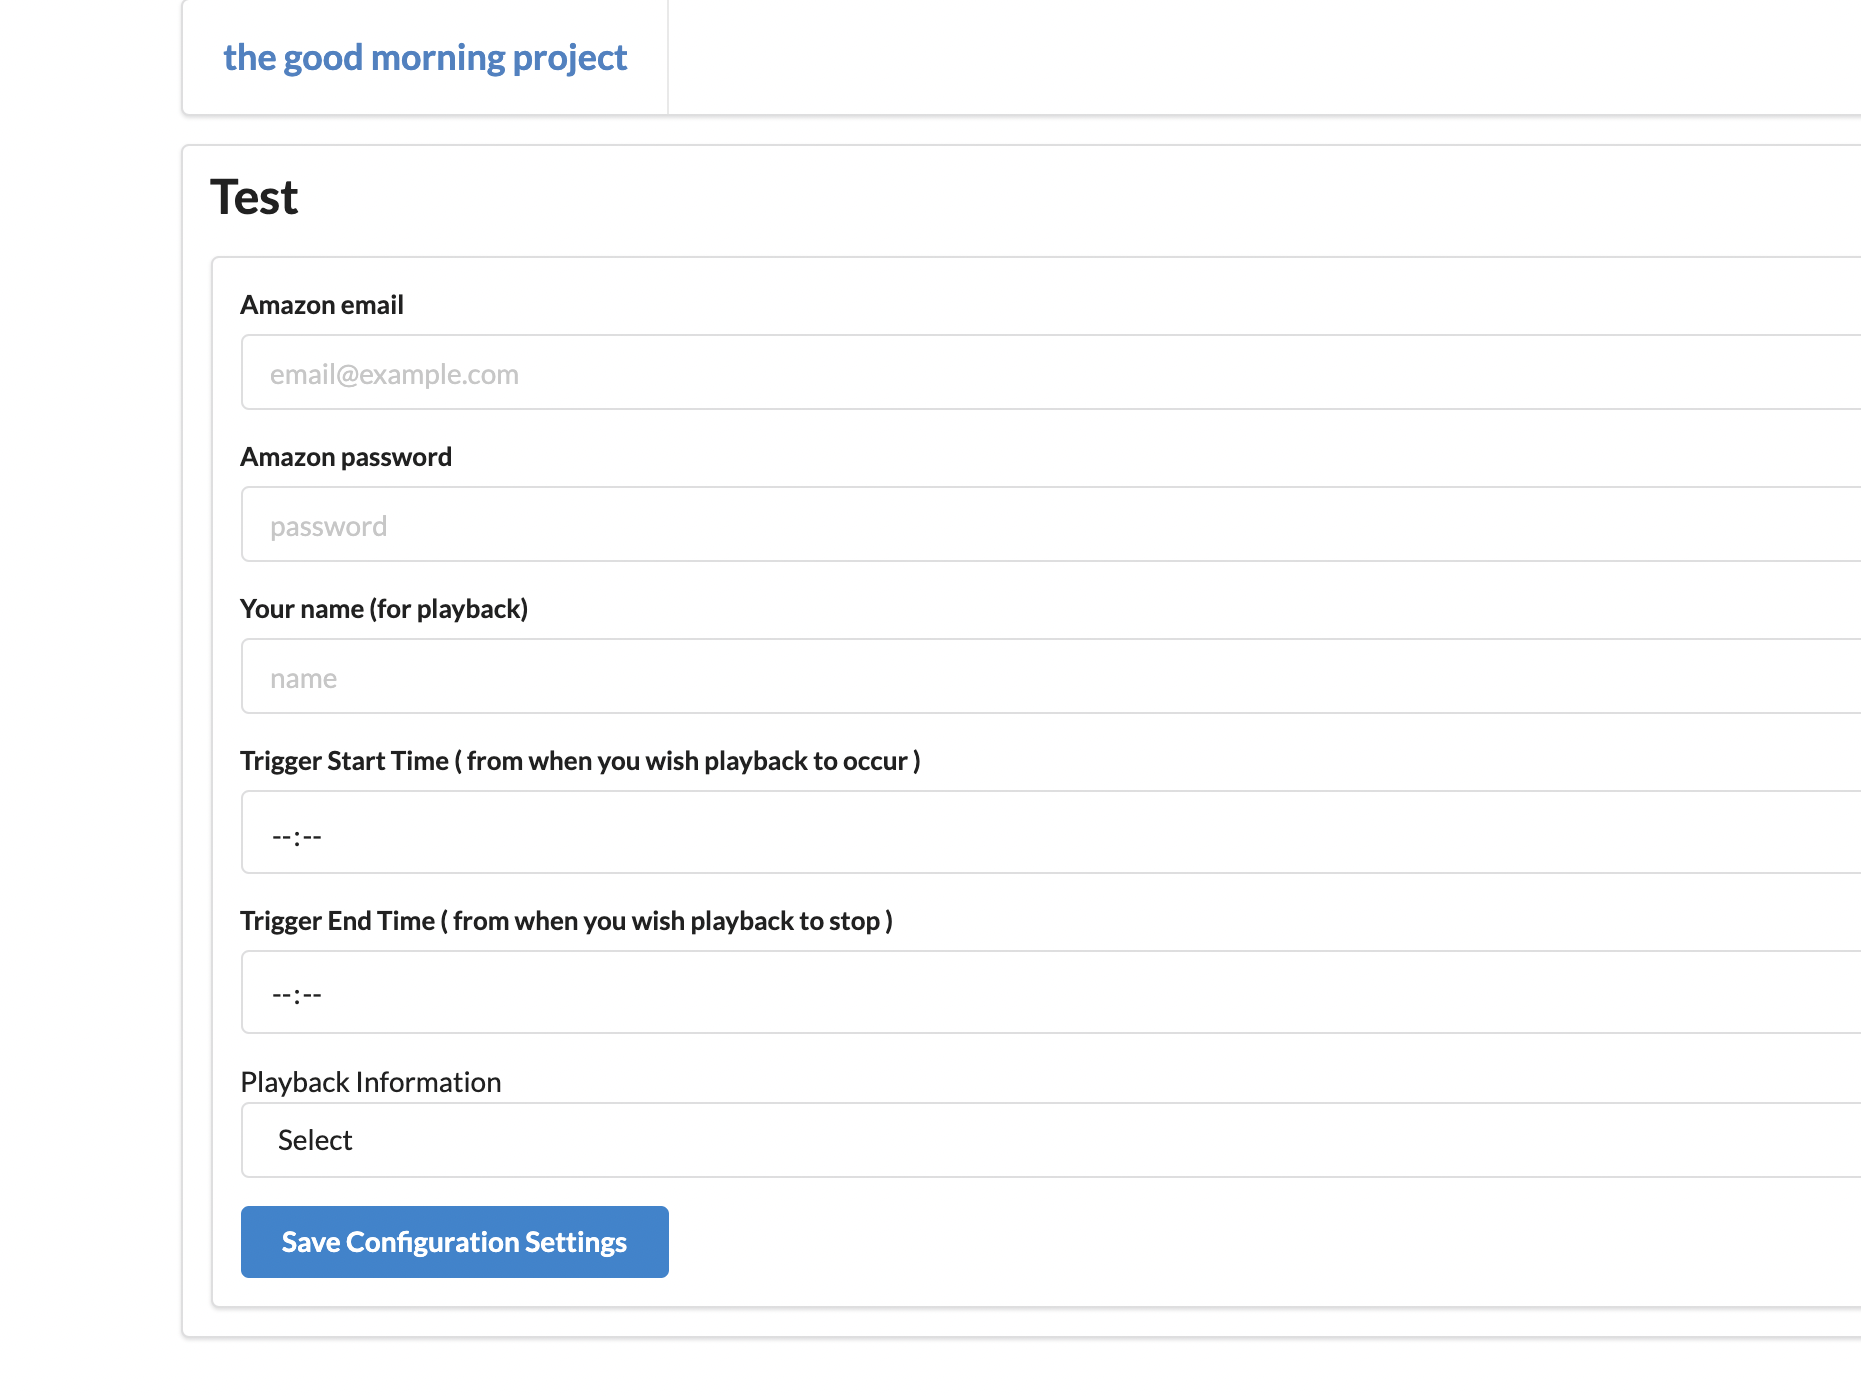 the good morning project
Test
Amazon email
email@example.com
Amazon password
password
Your name (for playback)
name
Trigger Start Time ( from when you wish playback to occur )
--:--
Trigger End Time ( from when you wish playback to stop )
--:--
Playback Information
Select
Save Configuration Settings